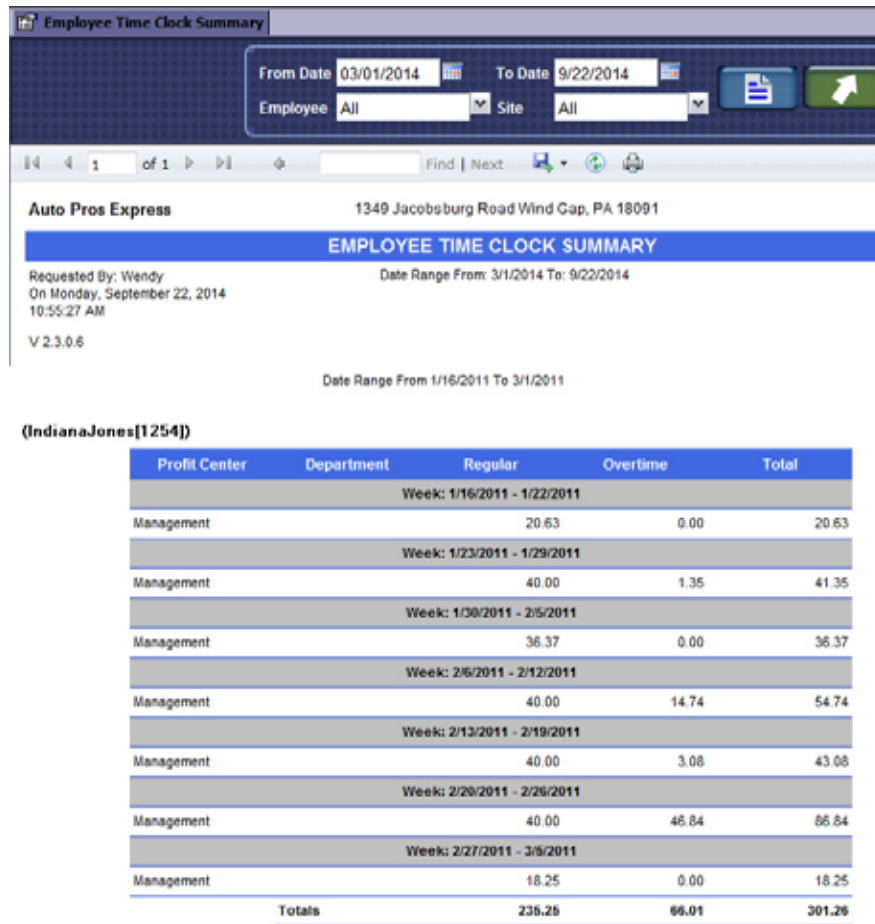 Employee Time Clock Summary
From Date 03/01/2014 To Date 9/22/2014
Employee All Site All
1 of 1 Find | Next
Auto Pros Express 1349 Jacobsburg Road Wind Gap, PA 18091
EMPLOYEE TIME CLOCK SUMMARY
Requested By: Wendy Date Range From: 3/1/2014 To: 9/22/2014
On Monday, September 22, 2014
10:55:27 AM
V 2.3.0.6
Date Range From 1/16/2011 To 3/1/2011
(IndianaJones[1254])
Profit Center Department Regular Overtime Total
Week: 1/16/2011 - 1/22/2011
Management 20.63 0.00 20.63
Week: 1/23/2011 - 1/29/2011
Management 40.00 1.35 41.35
Week: 1/30/2011 - 2/5/2011
Management 36.37 0.00 36.37
Week: 2/6/2011 - 2/12/2011
Management 40.00 14.74 54.74
Week: 2/13/2011 - 2/19/2011
Management 40.00 3.08 43.08
Week: 2/20/2011 - 2/26/2011
Management 40.00 46.84 86.84
Week: 2/27/2011 - 3/5/2011
Management 18.25 0.00 18.25
Totals 235.25 66.01 301.26